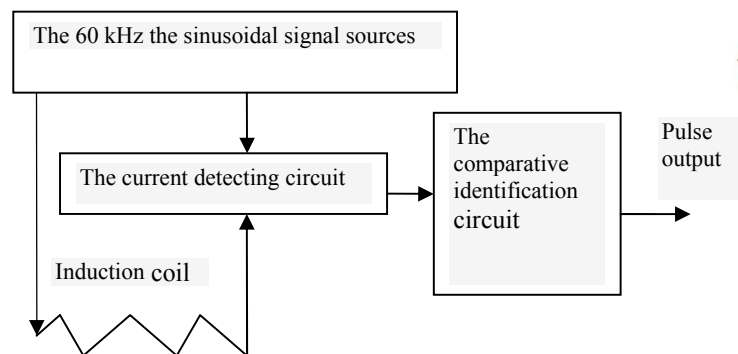 The 60 kHz the sinusoidal signal sources
The current detecting circuit
The
comparative
identification
circuit
Pulse
output
Induction coil